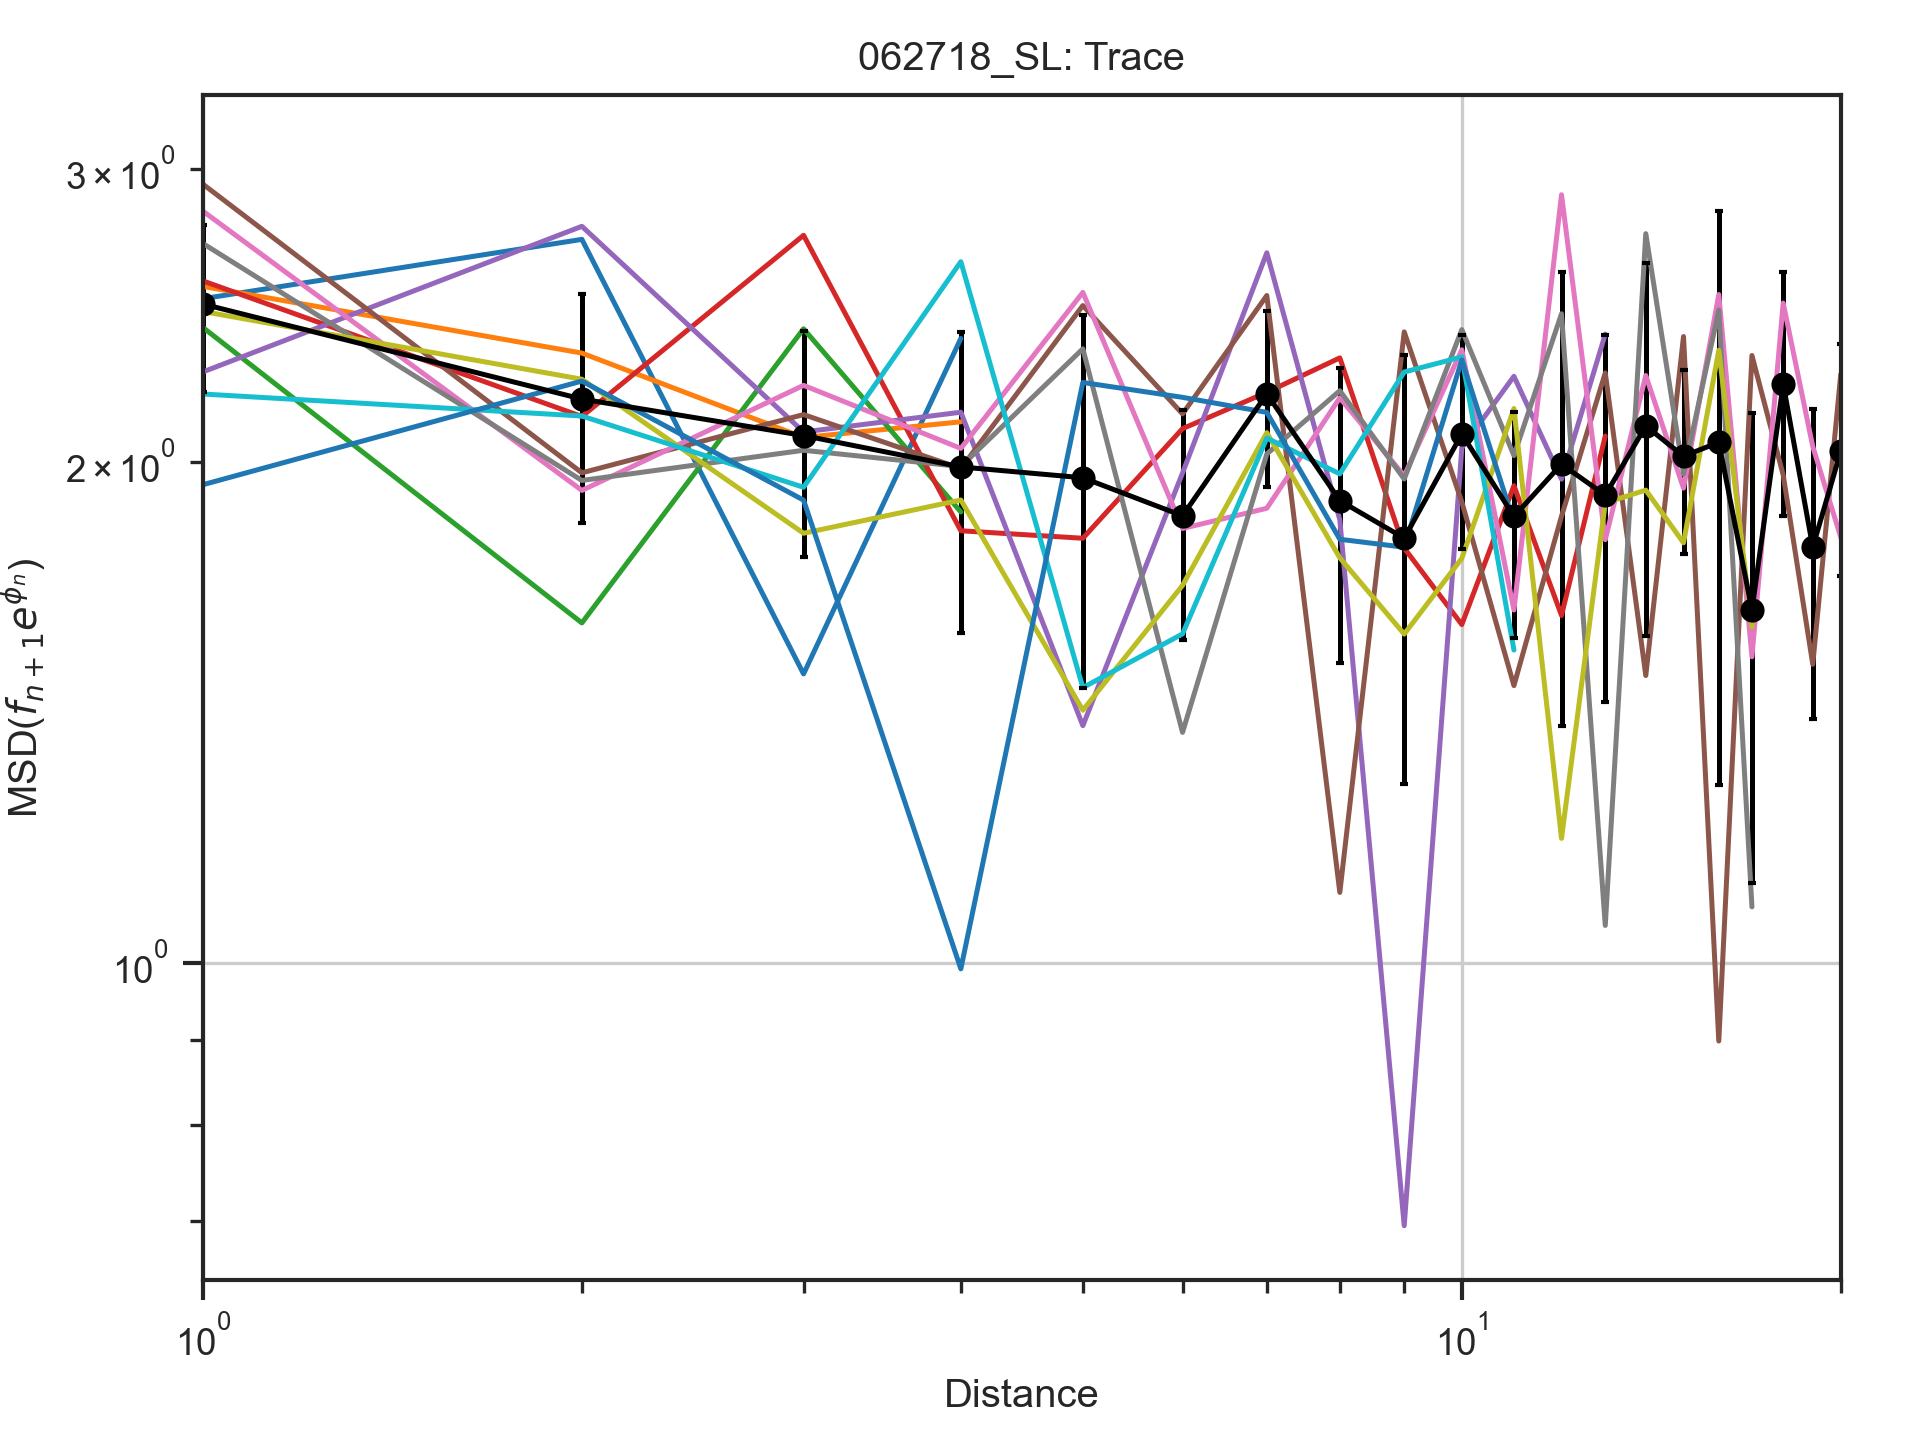 062718_SL: Trace
3 × 10⁰
2 × 10⁰
10⁰
MSD(fₙ₊₁e^ϕₙ)
10⁰ 10¹
Distance